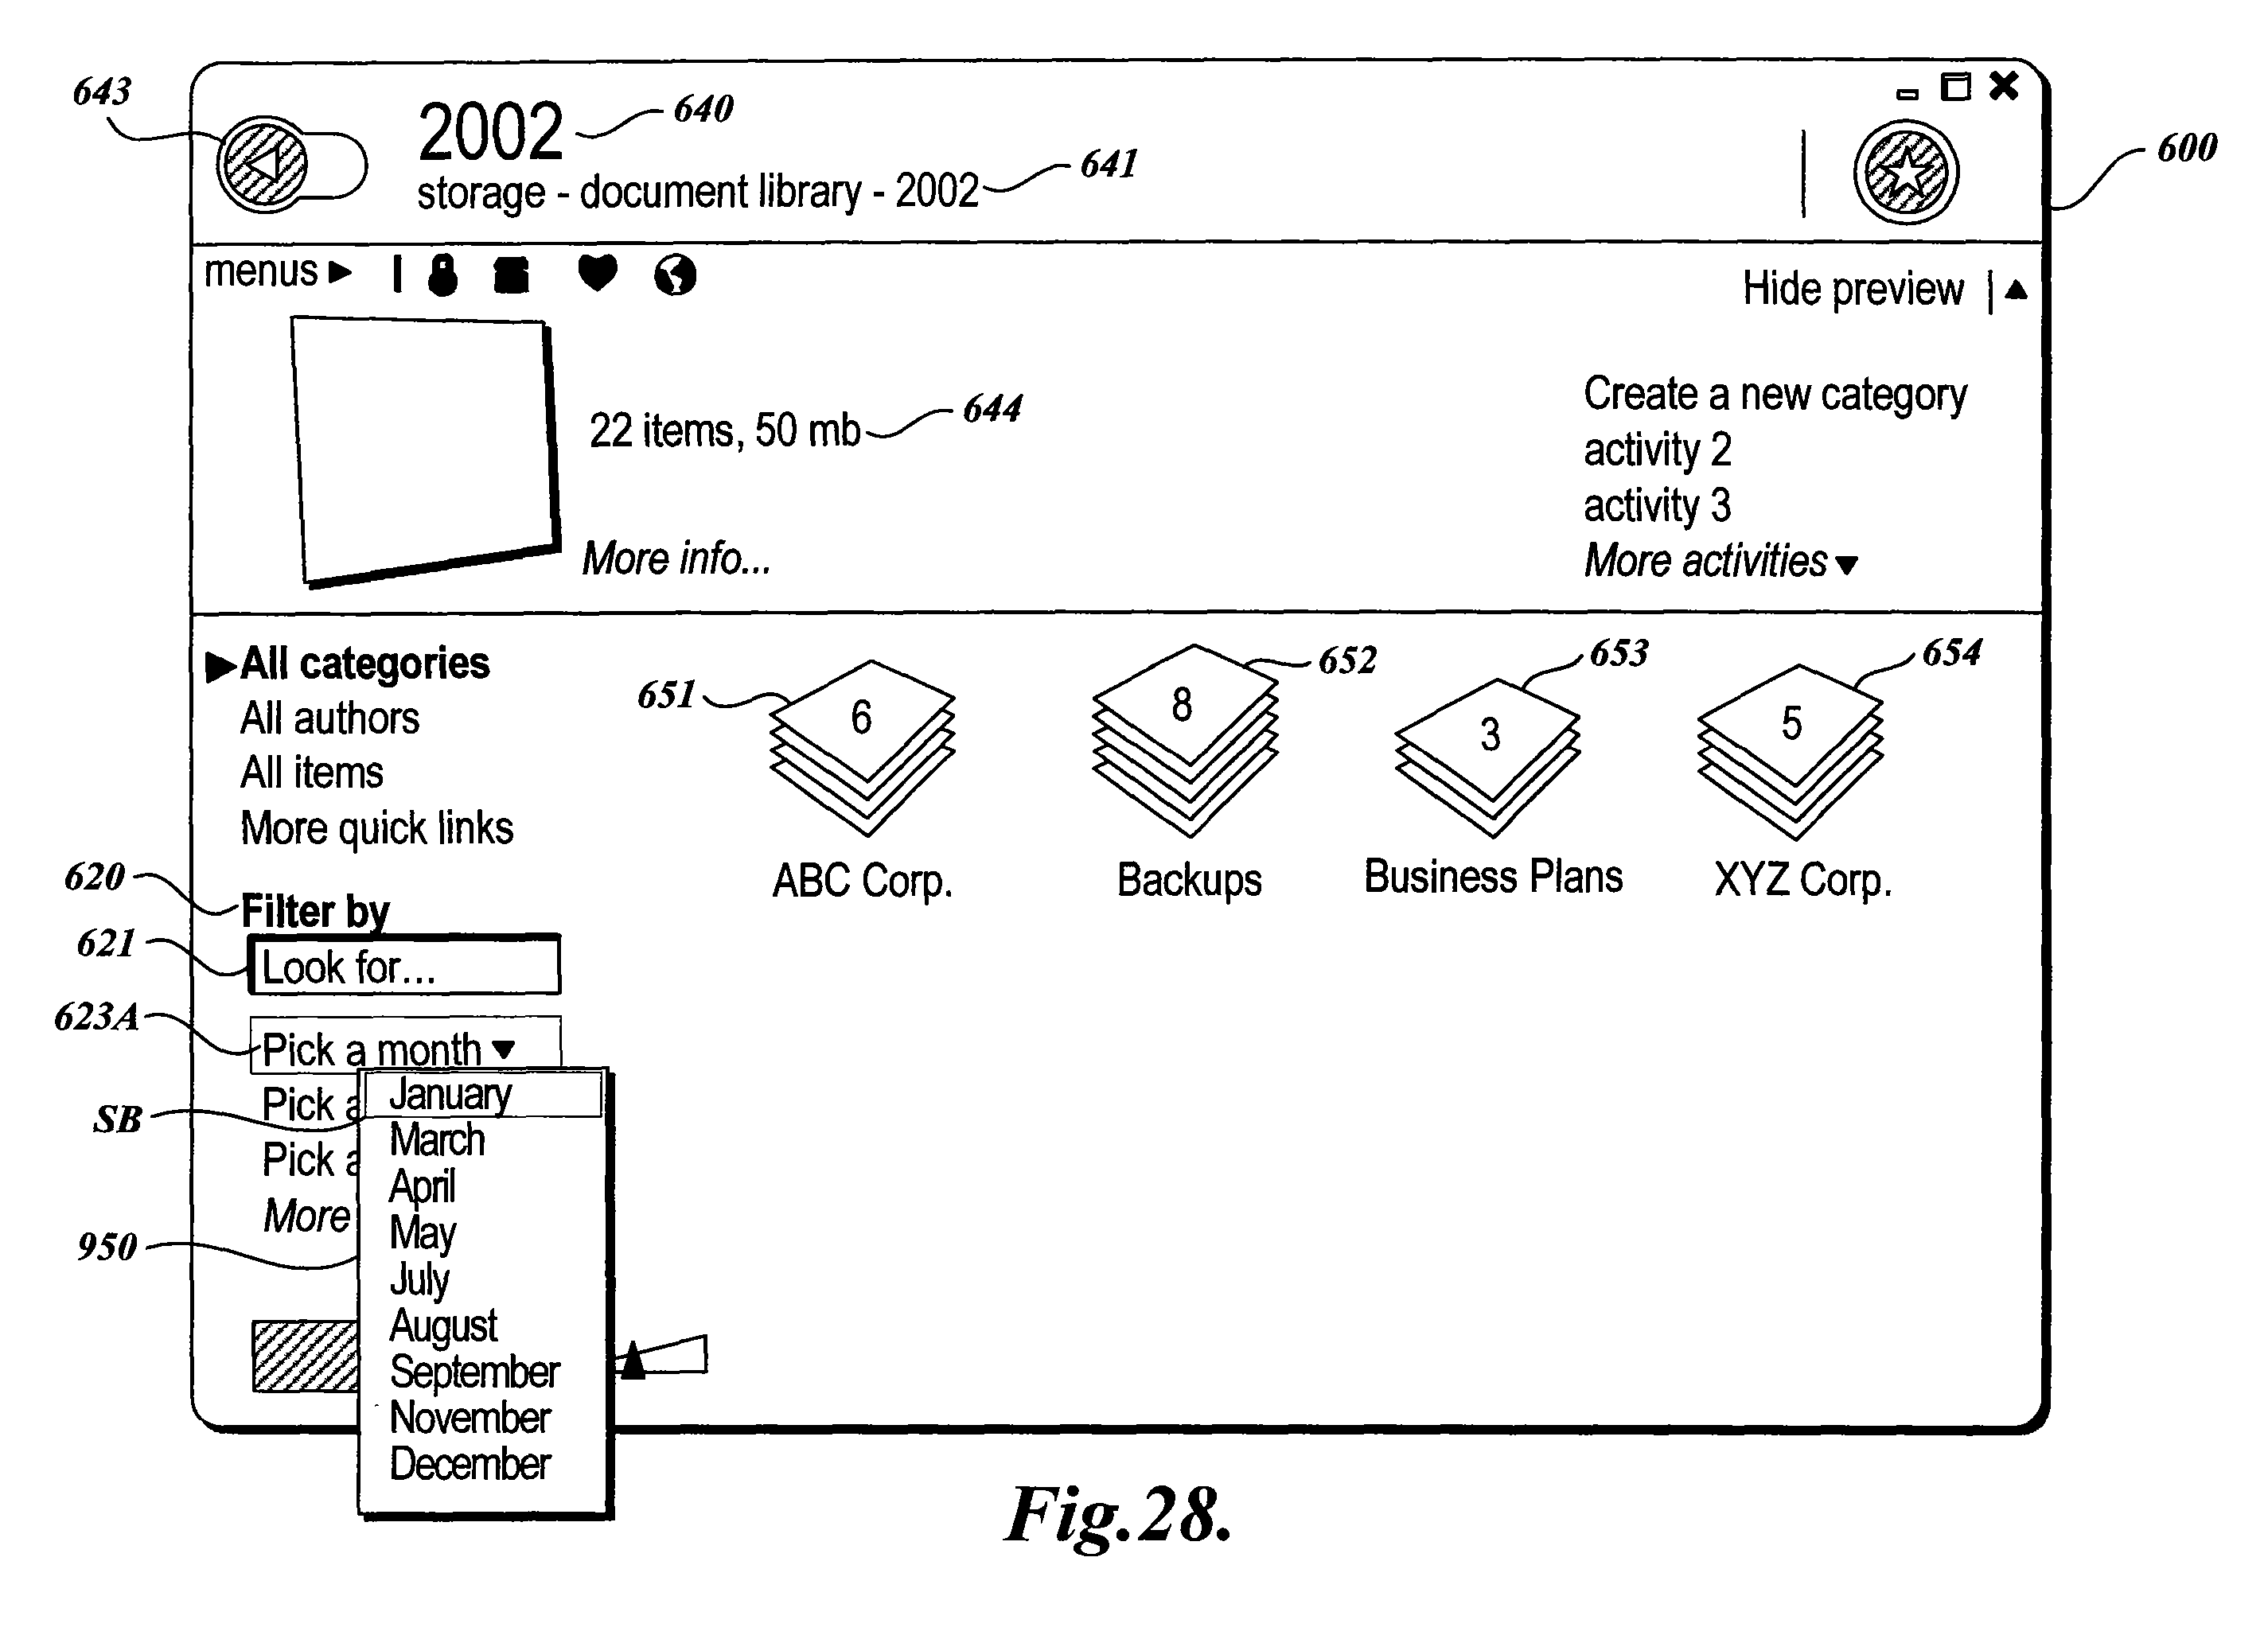 643
2002
640
storage - document library - 2002
641
600
menus
Hide preview
22 items, 50 mb
644
More info...
Create a new category
activity 2
activity 3
More activities
All categories
All authors
All items
More quick links
651
6
652
8
653
3
654
5
ABC Corp.
Backups
Business Plans
XYZ Corp.
620
Filter by
621
Look for...
623A
Pick a month
Pick a
Pick a
More
SB
950
January
March
April
May
July
August
September
November
December
Fig.28.